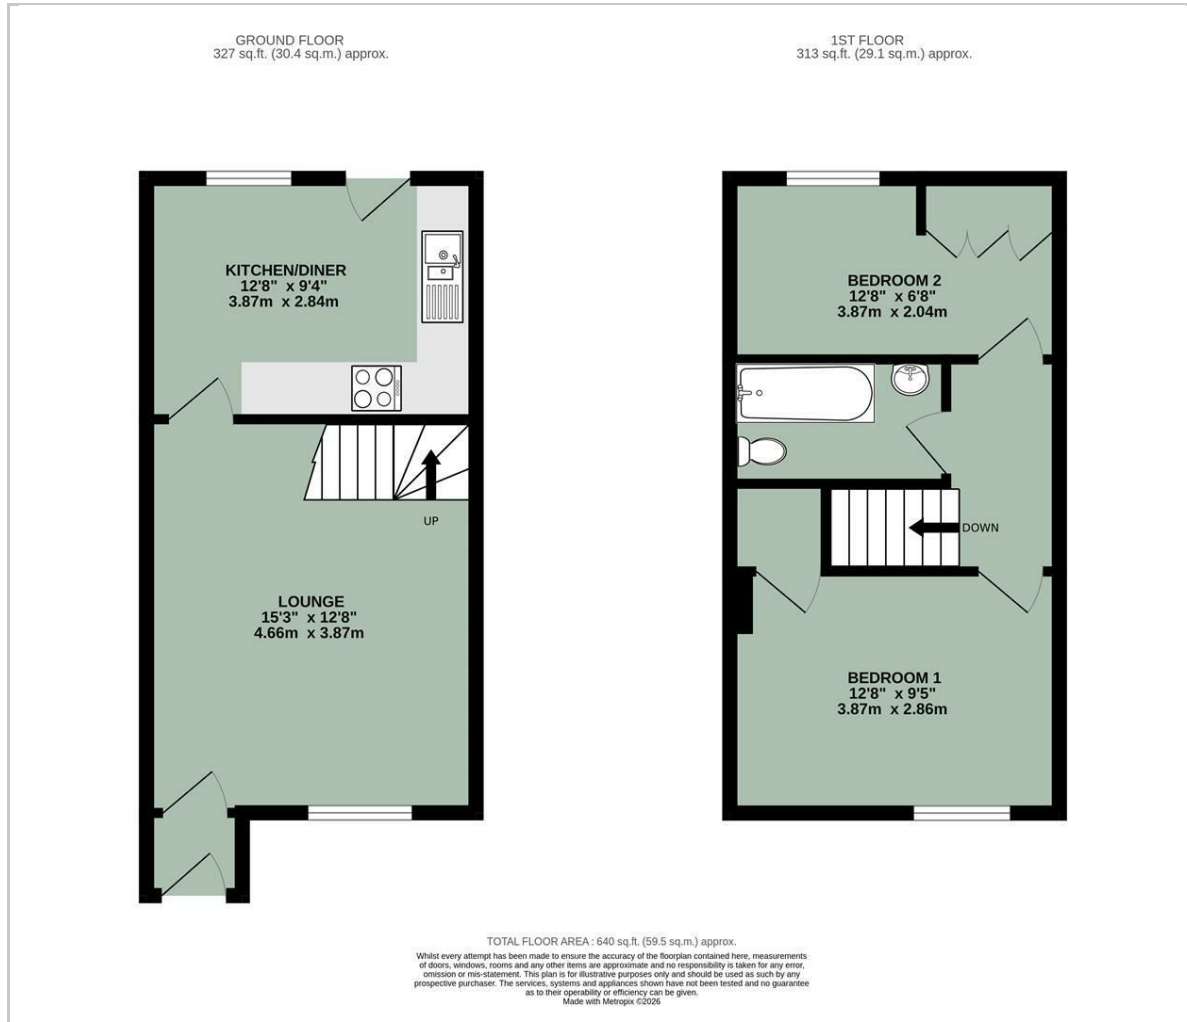 GROUND FLOOR
327 sq.ft. (30.4 sq.m.) approx.
1ST FLOOR
313 sq.ft. (29.1 sq.m.) approx.
KITCHEN/DINER
12'8" x 9'4"
3.87m x 2.84m
UP
LOUNGE
15'3" x 12'8"
4.66m x 3.87m
BEDROOM 2
12'8" x 6'8"
3.87m x 2.04m
DOWN
BEDROOM 1
12'8" x 9'5"
3.87m x 2.86m
TOTAL FLOOR AREA : 640 sq.ft. (59.5 sq.m.) approx.
Whilst every attempt has been made to ensure the accuracy of the floorplan contained here, measurements
of doors, windows, rooms and any other items are approximate and no responsibility is taken for any error,
omission or mis-statement. This plan is for illustrative purposes only and should be used as such by any
prospective purchaser. The services, systems and appliances shown have not been tested and no guarantee
as to their operability or efficiency can be given.
Made with Metropix ©2026